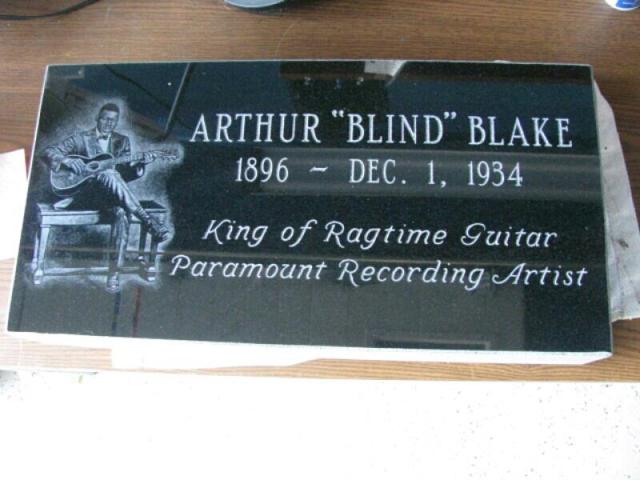 ARTHUR "BLIND" BLAKE
1896 ~ DEC. 1, 1934
King of Ragtime Guitar
Paramount Recording Artist